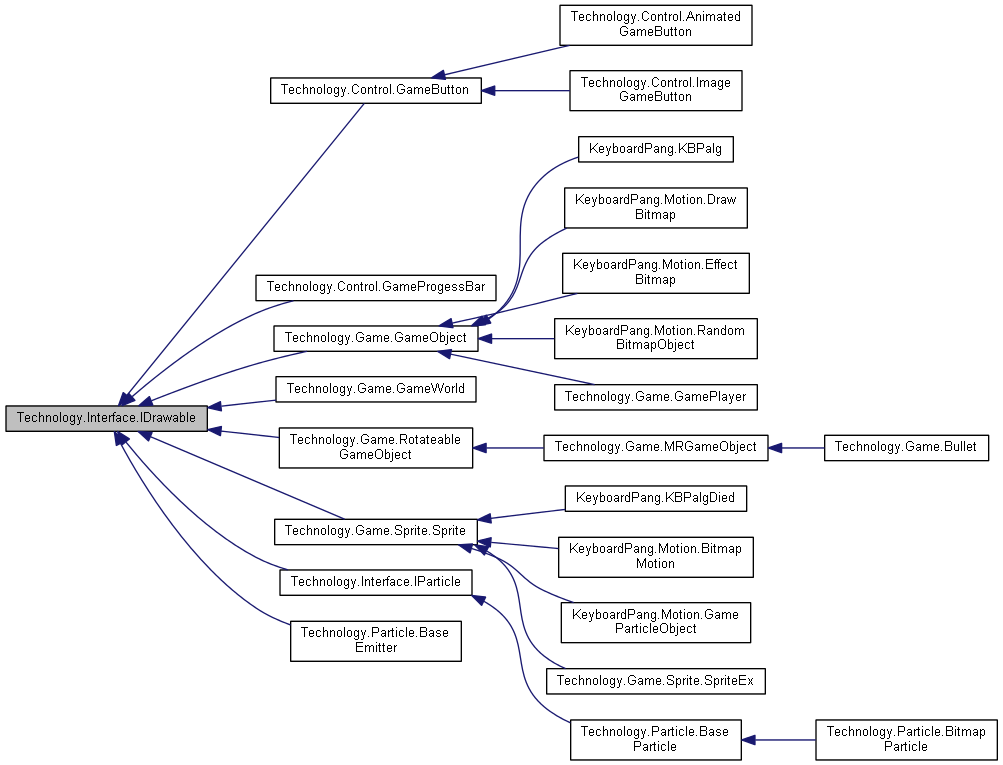 Technology.Control.Animated
GameButton
Technology.Control.GameButton
Technology.Control.Image
GameButton
KeyboardPang.KBPalg
KeyboardPang.Motion.Draw
Bitmap
KeyboardPang.Motion.Effect
Bitmap
Technology.Control.GameProgessBar
Technology.Game.GameObject
KeyboardPang.Motion.Random
BitmapObject
Technology.Game.GameWorld
Technology.Game.GamePlayer
Technology.Interface.IDrawable
Technology.Game.Rotateable
GameObject
Technology.Game.MRGameObject
Technology.Game.Bullet
KeyboardPang.KBPalgDied
Technology.Game.Sprite.Sprite
KeyboardPang.Motion.Bitmap
Motion
Technology.Interface.IParticle
KeyboardPang.Motion.Game
ParticleObject
Technology.Particle.Base
Emitter
Technology.Game.Sprite.SpriteEx
Technology.Particle.Base
Particle
Technology.Particle.Bitmap
Particle